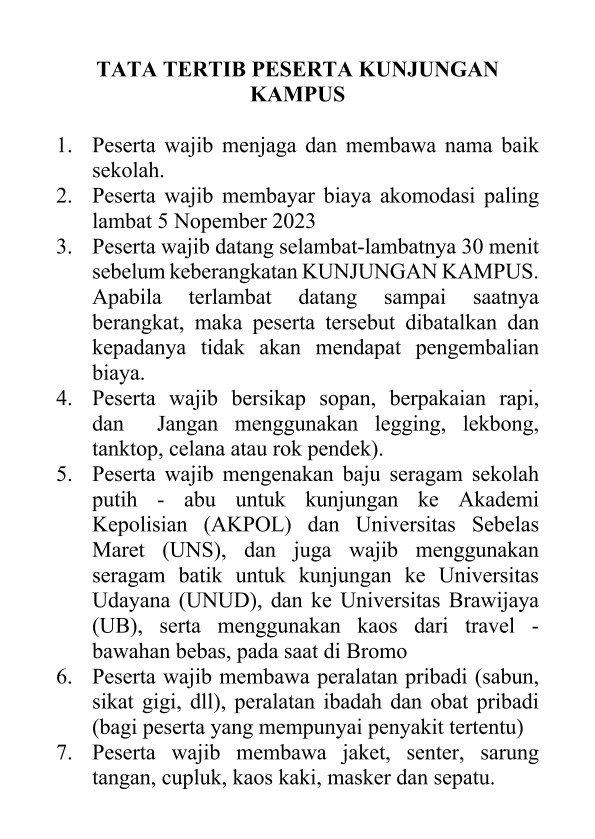 TATA TERTIB PESERTA KUNJUNGAN
KAMPUS
1. Peserta wajib menjaga dan membawa nama baik
sekolah.
2. Peserta wajib membayar biaya akomodasi paling
lambat 5 Nopember 2023
3. Peserta wajib datang selambat-lambatnya 30 menit
sebelum keberangkatan KUNJUNGAN KAMPUS.
Apabila terlambat datang sampai saatnya
berangkat, maka peserta tersebut dibatalkan dan
kepadanya tidak akan mendapat pengembalian
biaya.
4. Peserta wajib bersikap sopan, berpakaian rapi,
dan Jangan menggunakan legging, lekbong,
tanktop, celana atau rok pendek).
5. Peserta wajib mengenakan baju seragam sekolah
putih - abu untuk kunjungan ke Akademi
Kepolisian (AKPOL) dan Universitas Sebelas
Maret (UNS), dan juga wajib menggunakan
seragam batik untuk kunjungan ke Universitas
Udayana (UNUD), dan ke Universitas Brawijaya
(UB), serta menggunakan kaos dari travel -
bawahan bebas, pada saat di Bromo
6. Peserta wajib membawa peralatan pribadi (sabun,
sikat gigi, dll), peralatan ibadah dan obat pribadi
(bagi peserta yang mempunyai penyakit tertentu)
7. Peserta wajib membawa jaket, senter, sarung
tangan, cupluk, kaos kaki, masker dan sepatu.